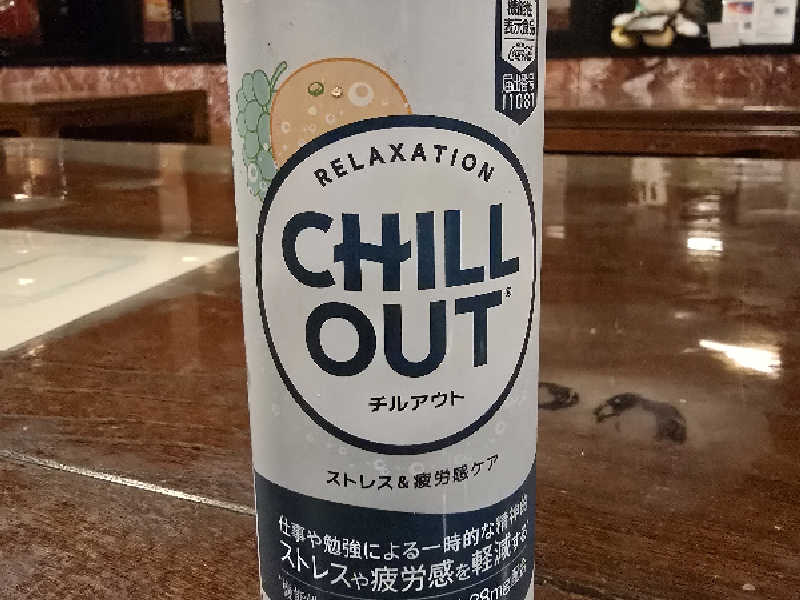 機能性
表示食品
届出番号
I1081
RELAXATION
CHILL
OUT®
チルアウト
ストレス&疲労感ケア
仕事や勉強による一時的な精神的
ストレスや疲労感を軽減する
28mg